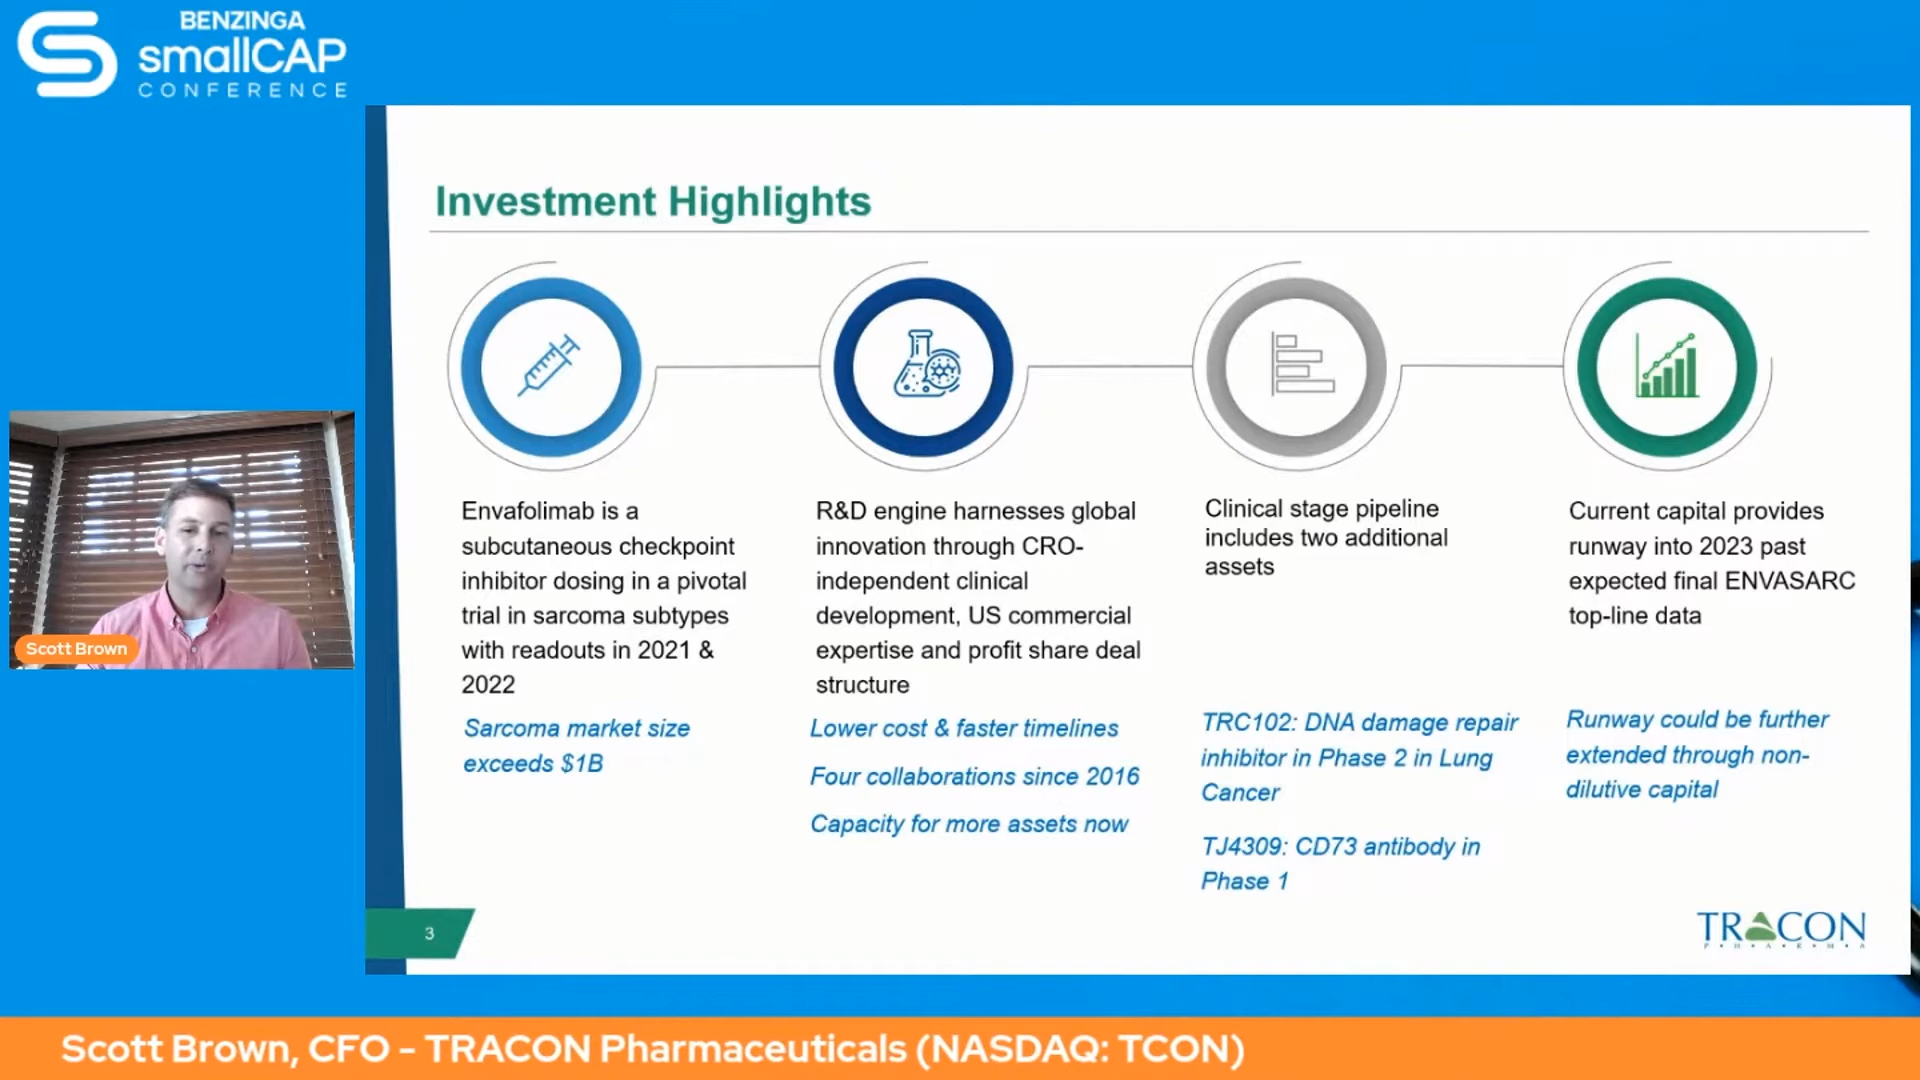 BENZINGA
smallCAP
CONFERENCE
Investment Highlights
Envafolimab is a
subcutaneous checkpoint
inhibitor dosing in a pivotal
trial in sarcoma subtypes
with readouts in 2021 &
2022
Sarcoma market size
exceeds $1B
R&D engine harnesses global
innovation through CRO-
independent clinical
development, US commercial
expertise and profit share deal
structure
Lower cost & faster timelines
Four collaborations since 2016
Capacity for more assets now
Clinical stage pipeline
includes two additional
assets
TRC102: DNA damage repair
inhibitor in Phase 2 in Lung
Cancer
TJ4309: CD73 antibody in
Phase 1
Current capital provides
runway into 2023 past
expected final ENVASARC
top-line data
Runway could be further
extended through non-
dilutive capital
Scott Brown
3
TRACON
PHARMA
Scott Brown, CFO - TRACON Pharmaceuticals (NASDAQ: TCON)